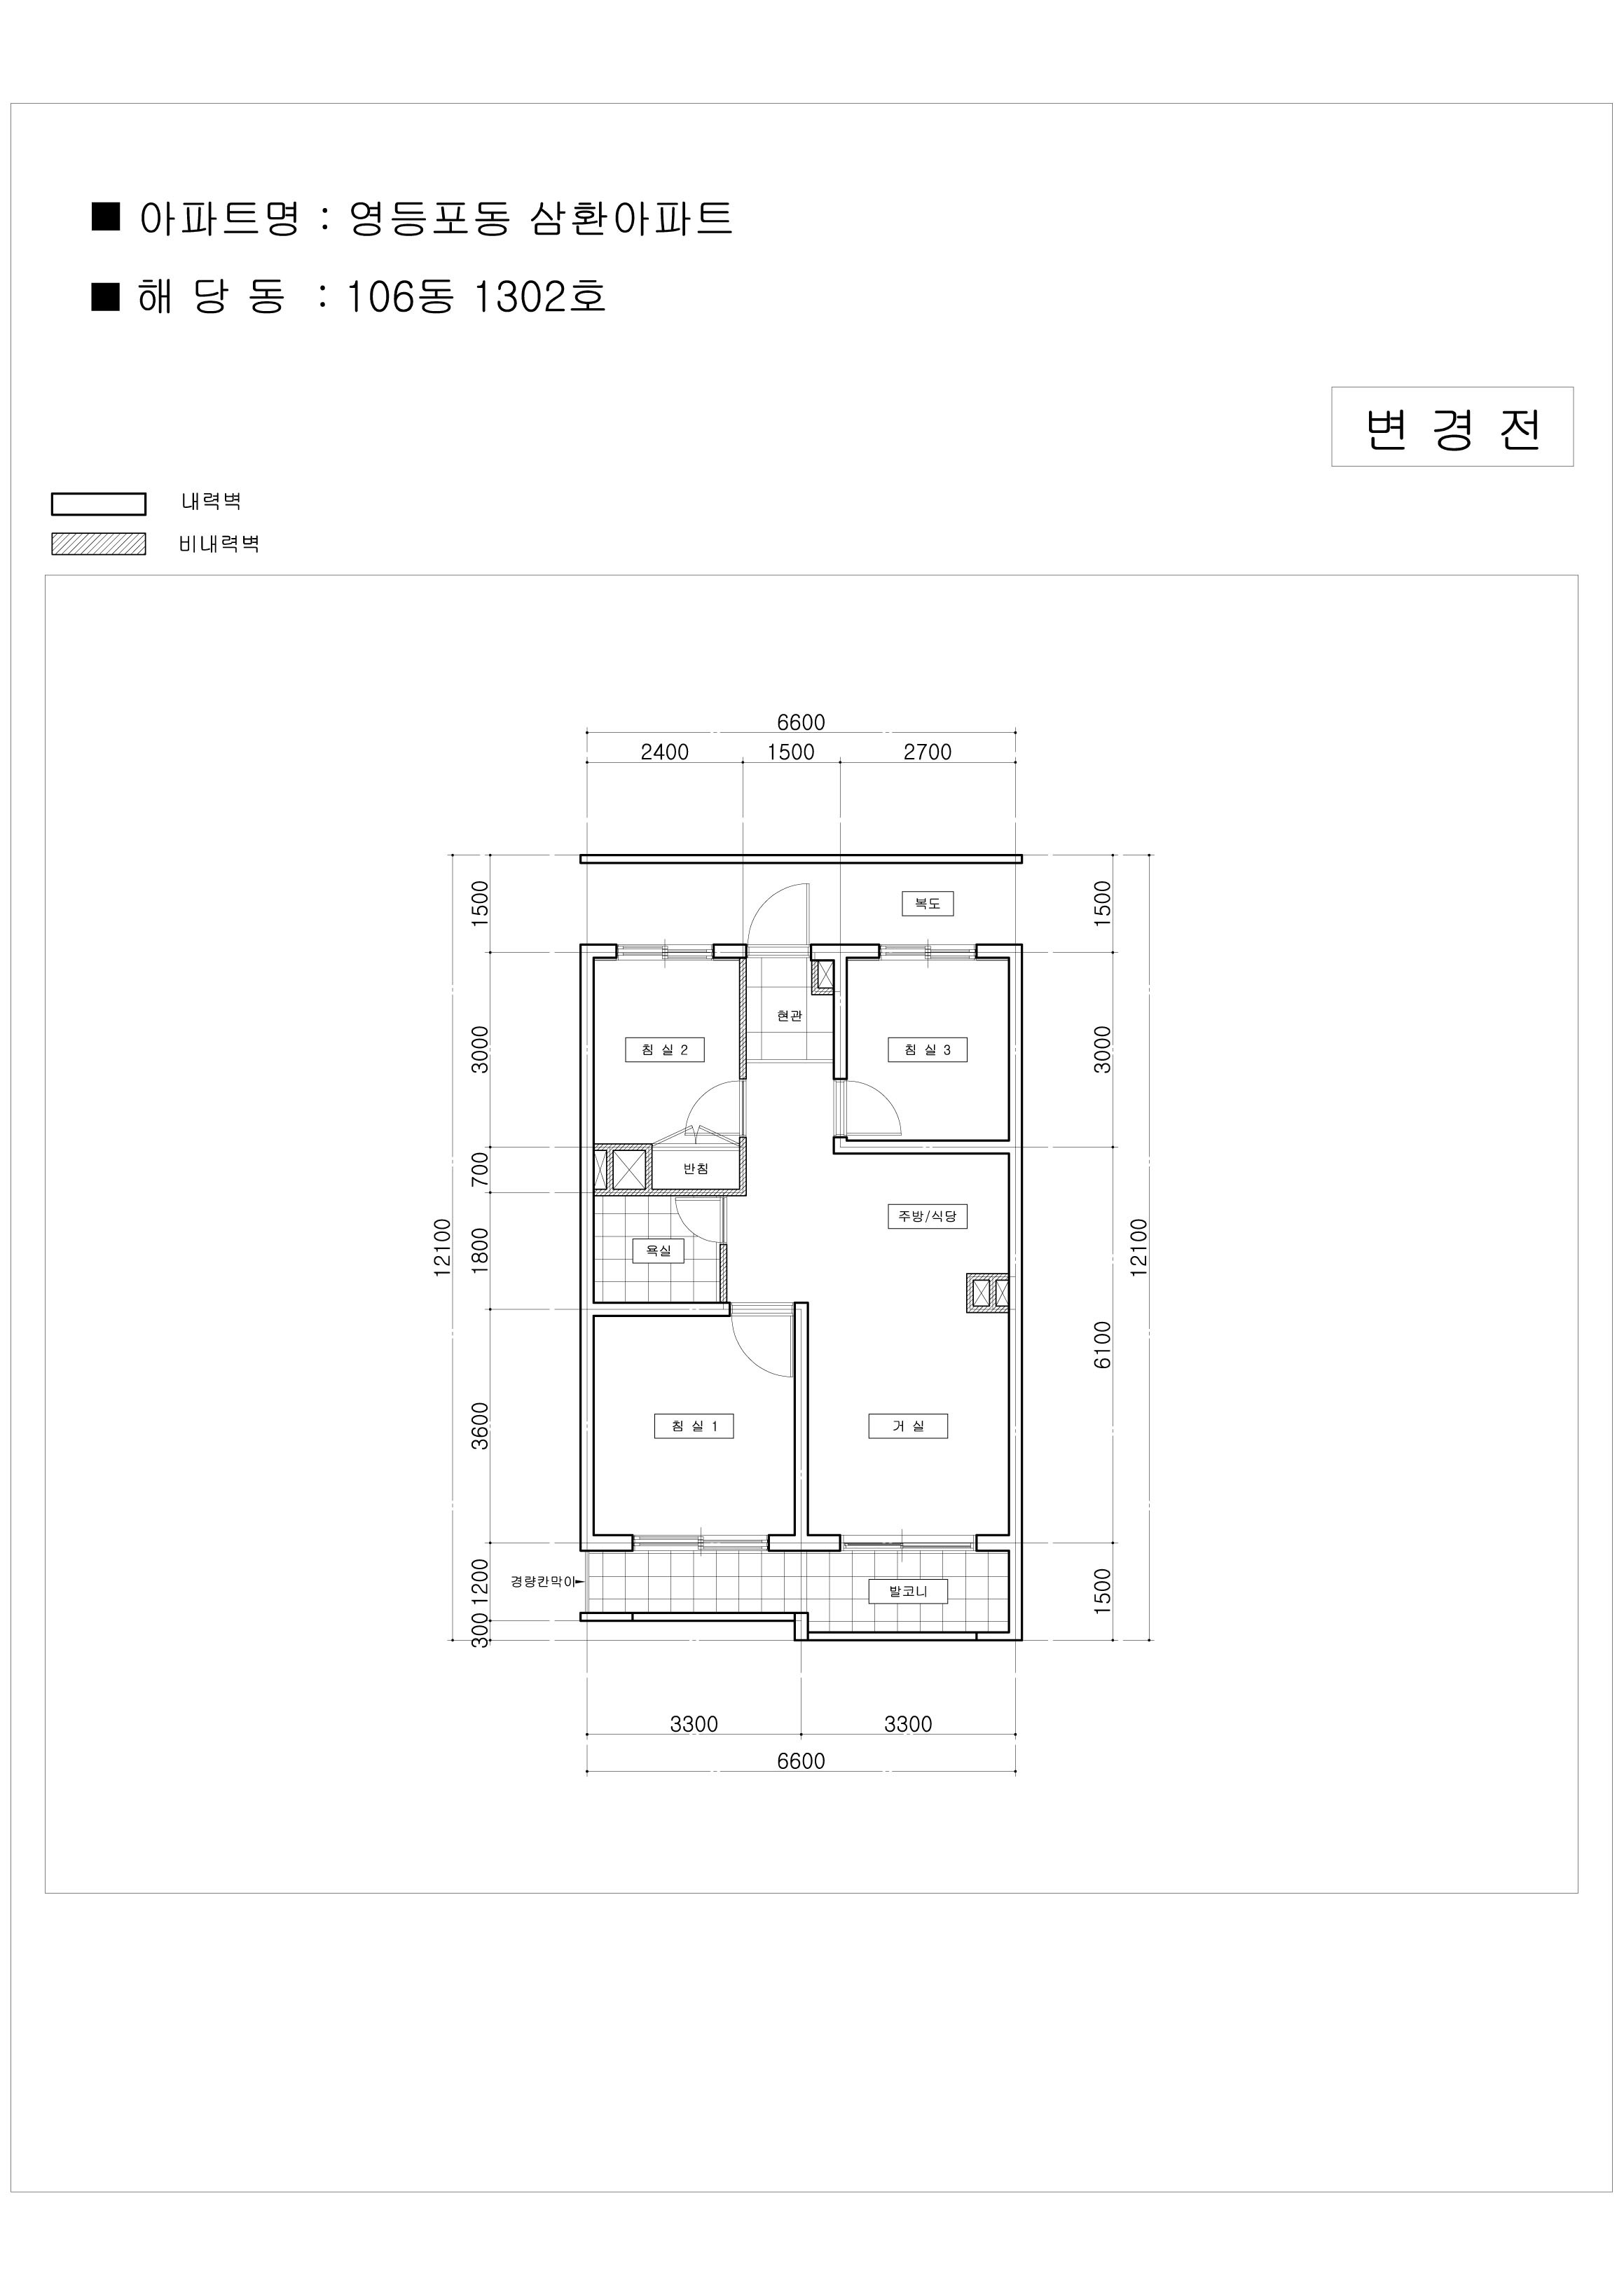 ■ 아파트명 : 영등포동 삼환아파트
■ 해 당 동 : 106동 1302호
변 경 전
내력벽
비내력벽
6600
2400 1500 2700
1500 복도 1500
현관
3000 침 실 2 침 실 3 3000
700 반침
주방/식당
12100 1800 욕실 12100
6100
3600 침 실 1 거 실
경량칸막이 1200 발코니 1500
300
3300 3300
6600